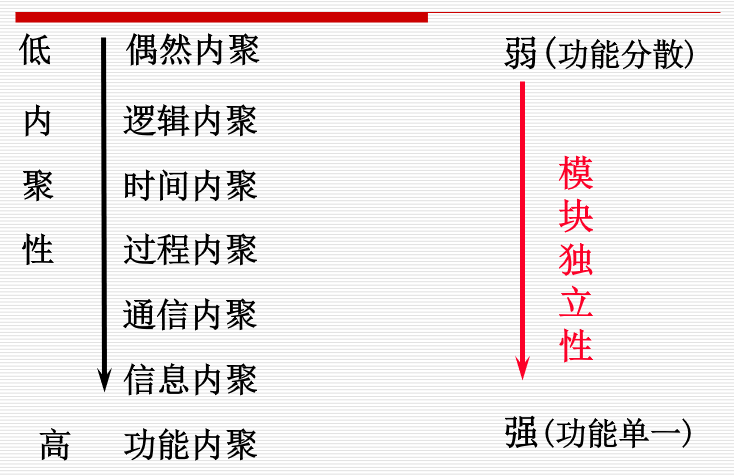 低 偶然内聚 弱(功能分散)
内 逻辑内聚
聚 时间内聚
性 过程内聚
通信内聚
信息内聚
高 功能内聚 强(功能单一)
模块独立性